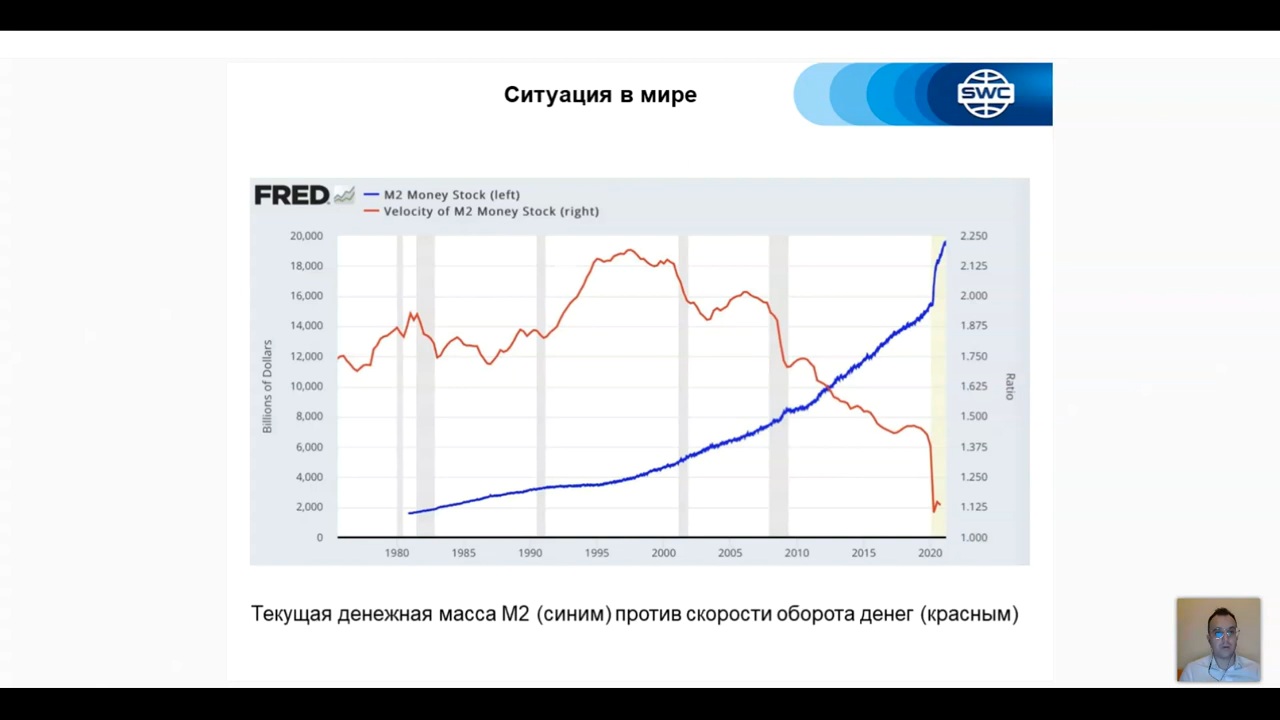 Ситуация в мире
SWC
FRED
M2 Money Stock (left)
Velocity of M2 Money Stock (right)
20,000
18,000
16,000
14,000
12,000
10,000
8,000
6,000
4,000
2,000
0
Billions of Dollars
2.250
2.125
2.000
1.875
1.750
1.625
1.500
1.375
1.250
1.125
1.000
Ratio
1980 1985 1990 1995 2000 2005 2010 2015 2020
Текущая денежная масса М2 (синим) против скорости оборота денег (красным)